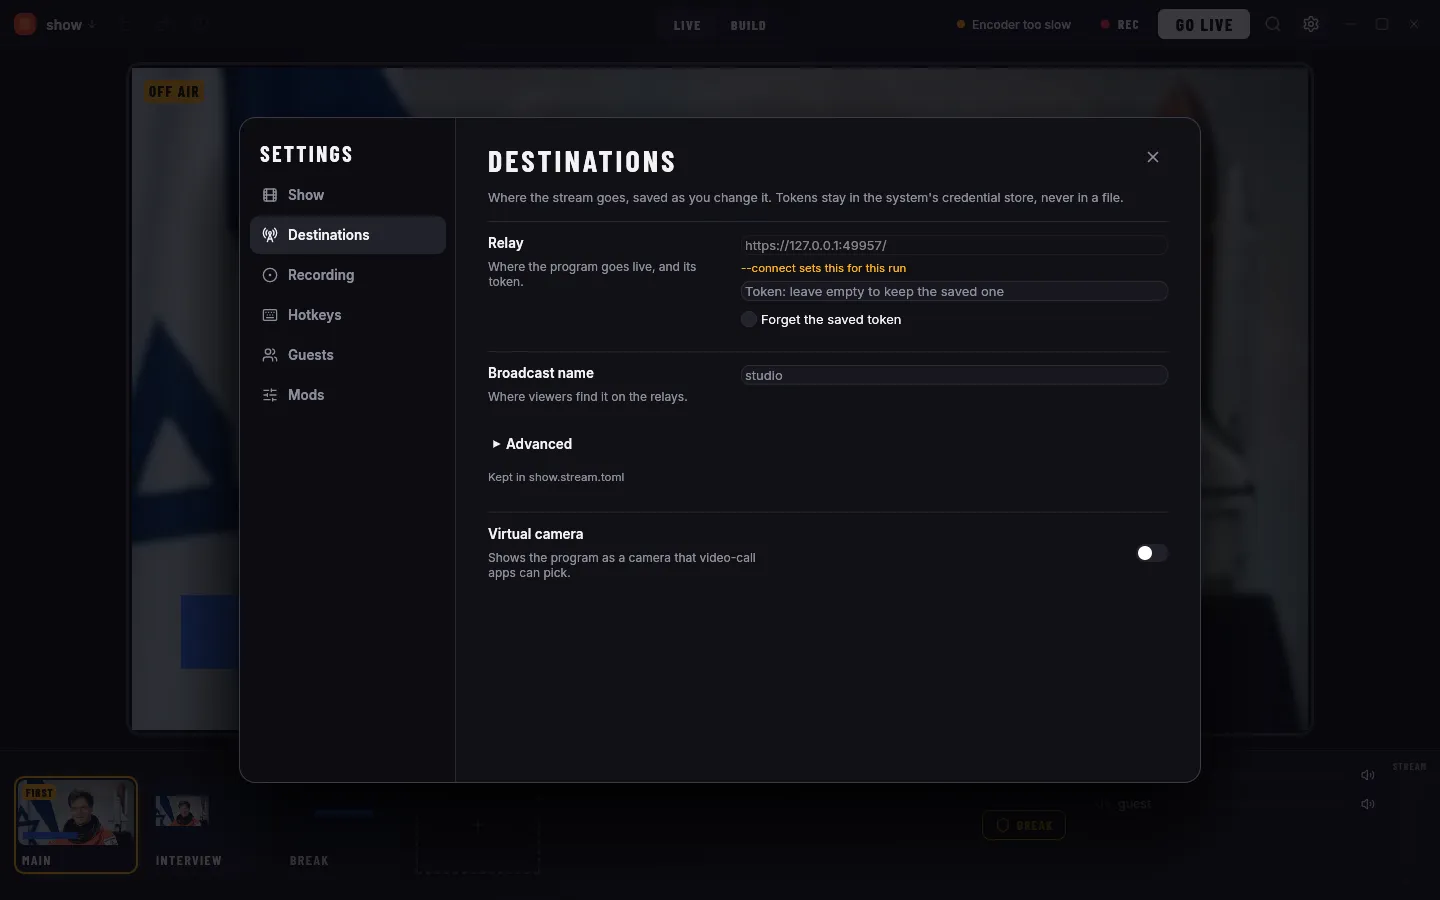 show
LIVE
BUILD
Encoder too slow
REC
GO LIVE
OFF AIR
SETTINGS
Show
Destinations
Recording
Hotkeys
Guests
Mods
DESTINATIONS
Where the stream goes, saved as you change it. Tokens stay in the system's credential store, never in a file.
Relay
Where the program goes live, and its
token.
https://127.0.0.1:49957/
--connect sets this for this run
Token: leave empty to keep the saved one
Forget the saved token
Broadcast name
Where viewers find it on the relays.
studio
Advanced
Kept in show.stream.toml
Virtual camera
Shows the program as a camera that video-call
apps can pick.
FIRST
MAIN
INTERVIEW
BREAK
BREAK
guest
STREAM